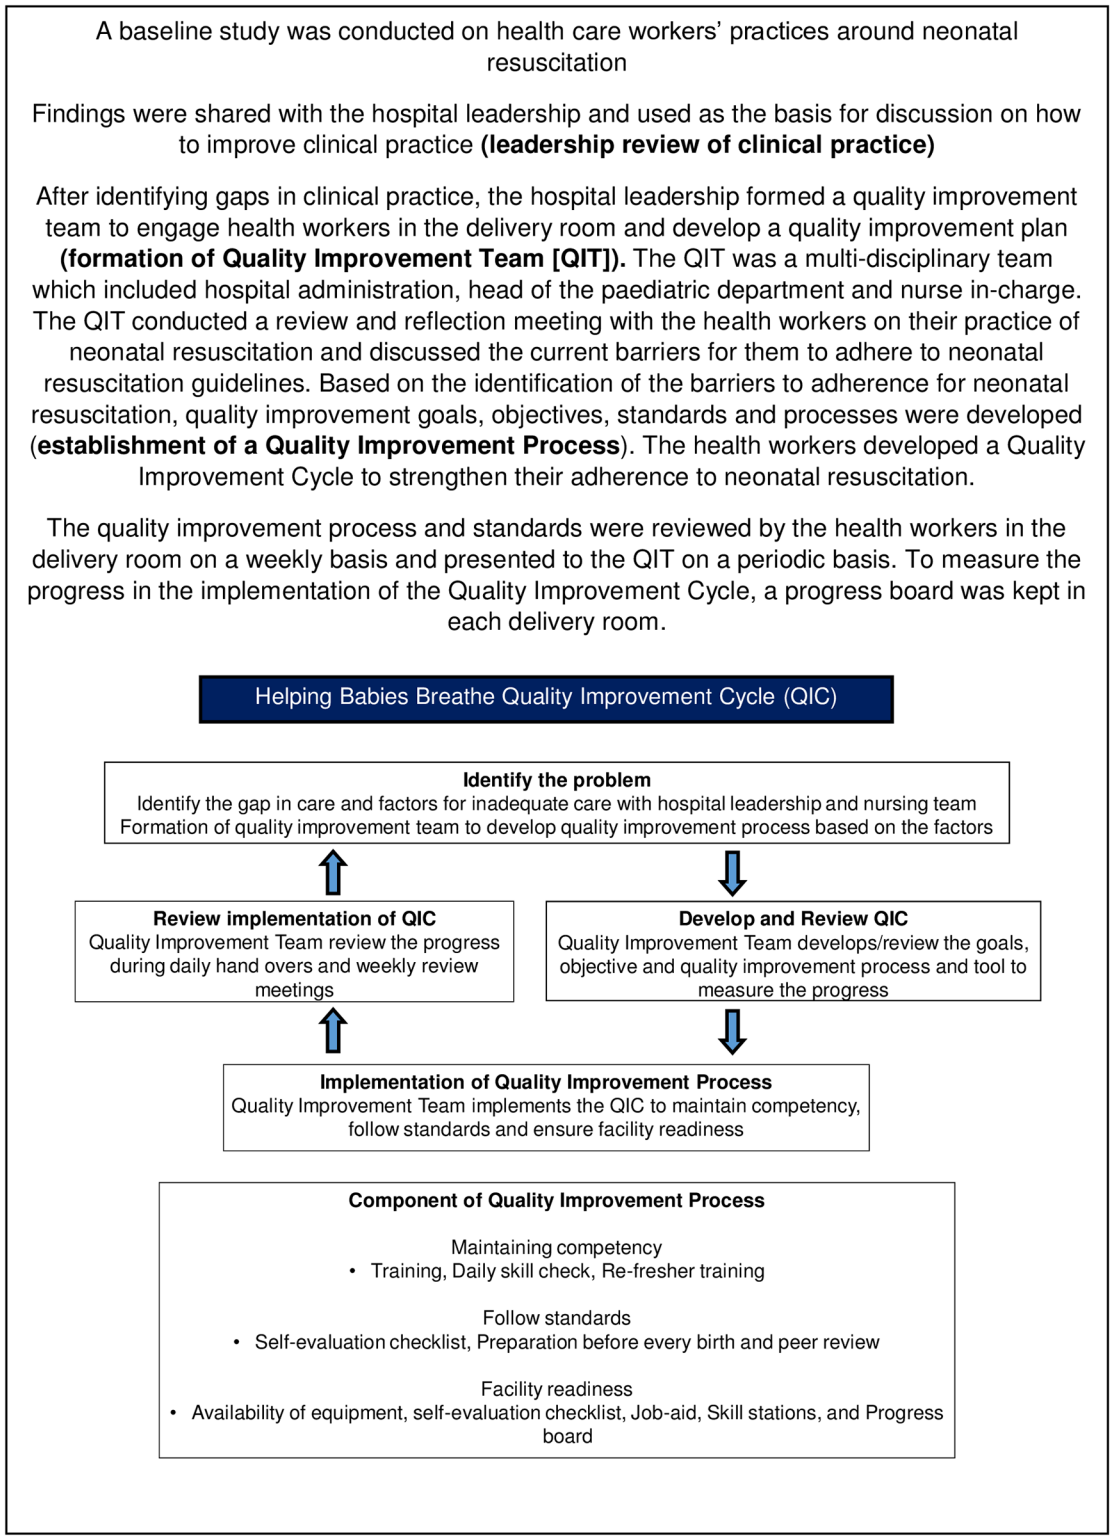 A baseline study was conducted on health care workers’ practices around neonatal
resuscitation
Findings were shared with the hospital leadership and used as the basis for discussion on how
to improve clinical practice (leadership review of clinical practice)
After identifying gaps in clinical practice, the hospital leadership formed a quality improvement
team to engage health workers in the delivery room and develop a quality improvement plan
(formation of Quality Improvement Team [QIT]). The QIT was a multi-disciplinary team
which included hospital administration, head of the paediatric department and nurse in-charge.
The QIT conducted a review and reflection meeting with the health workers on their practice of
neonatal resuscitation and discussed the current barriers for them to adhere to neonatal
resuscitation guidelines. Based on the identification of the barriers to adherence for neonatal
resuscitation, quality improvement goals, objectives, standards and processes were developed
(establishment of a Quality Improvement Process). The health workers developed a Quality
Improvement Cycle to strengthen their adherence to neonatal resuscitation.
The quality improvement process and standards were reviewed by the health workers in the
delivery room on a weekly basis and presented to the QIT on a periodic basis. To measure the
progress in the implementation of the Quality Improvement Cycle, a progress board was kept in
each delivery room.
Helping Babies Breathe Quality Improvement Cycle (QIC)
Identify the problem
Identify the gap in care and factors for inadequate care with hospital leadership and nursing team
Formation of quality improvement team to develop quality improvement process based on the factors
Review implementation of QIC
Quality Improvement Team review the progress
during daily hand overs and weekly review
meetings
Develop and Review QIC
Quality Improvement Team develops/review the goals,
objective and quality improvement process and tool to
measure the progress
Implementation of Quality Improvement Process
Quality Improvement Team implements the QIC to maintain competency,
follow standards and ensure facility readiness
Component of Quality Improvement Process
Maintaining competency
• Training, Daily skill check, Re-fresher training
Follow standards
• Self-evaluation checklist, Preparation before every birth and peer review
Facility readiness
• Availability of equipment, self-evaluation checklist, Job-aid, Skill stations, and Progress
board